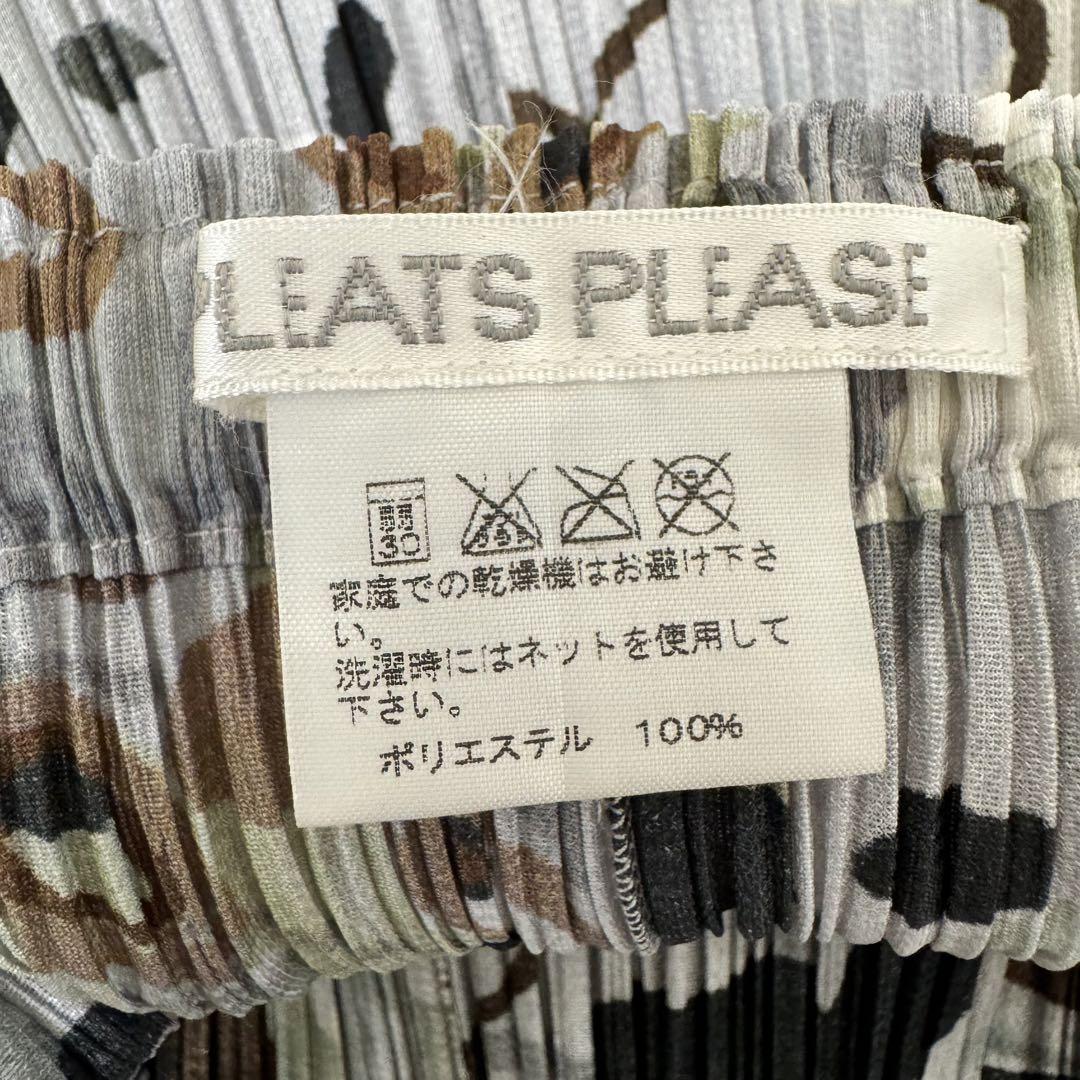 PLEATS PLEASE
30
表庭での乾燥機はお避け下さ
い。
洗濯時にはネットを使用して
下さい。
ポリエステル 100%